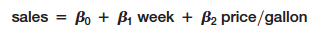 sales = β₀ + β₁ week + β₂ price/gallon